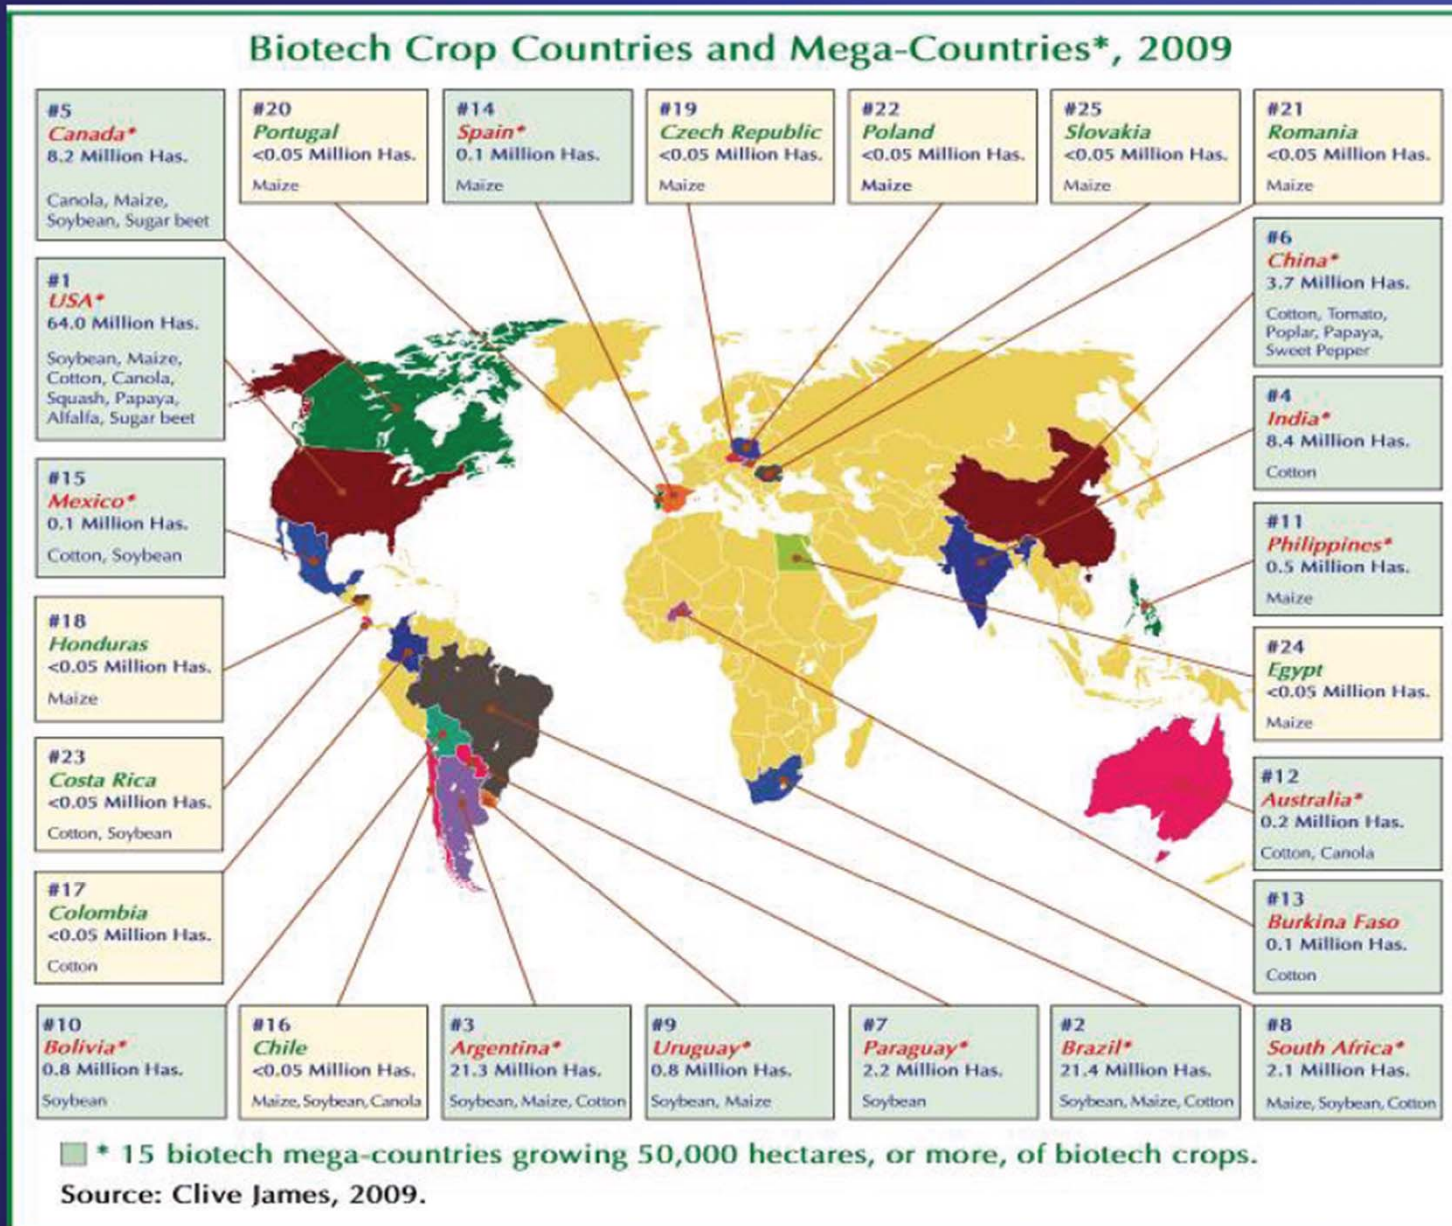 Biotech Crop Countries and Mega-Countries*, 2009
#5
Canada*
8.2 Million Has.
Canola, Maize,
Soybean, Sugar beet
#20
Portugal
<0.05 Million Has.
Maize
#14
Spain*
0.1 Million Has.
Maize
#19
Czech Republic
<0.05 Million Has.
Maize
#22
Poland
<0.05 Million Has.
Maize
#25
Slovakia
<0.05 Million Has.
Maize
#21
Romania
<0.05 Million Has.
Maize
#1
USA*
64.0 Million Has.
Soybean, Maize,
Cotton, Canola,
Squash, Papaya,
Alfalfa, Sugar beet
#15
Mexico*
0.1 Million Has.
Cotton, Soybean
#18
Honduras
<0.05 Million Has.
Maize
#23
Costa Rica
<0.05 Million Has.
Cotton, Soybean
#17
Colombia
<0.05 Million Has.
Cotton
#6
China*
3.7 Million Has.
Cotton, Tomato,
Poplar, Papaya,
Sweet Pepper
#4
India*
8.4 Million Has.
Cotton
#11
Philippines*
0.5 Million Has.
Maize
#24
Egypt
<0.05 Million Has.
Maize
#12
Australia*
0.2 Million Has.
Cotton, Canola
#13
Burkina Faso
0.1 Million Has.
Cotton
#10
Bolivia*
0.8 Million Has.
Soybean
#16
Chile
<0.05 Million Has.
Maize, Soybean, Canola
#3
Argentina*
21.3 Million Has.
Soybean, Maize, Cotton
#9
Uruguay*
0.8 Million Has.
Soybean, Maize
#7
Paraguay*
2.2 Million Has.
Soybean
#2
Brazil*
21.4 Million Has.
Soybean, Maize, Cotton
#8
South Africa*
2.1 Million Has.
Maize, Soybean, Cotton
* 15 biotech mega-countries growing 50,000 hectares, or more, of biotech crops.
Source: Clive James, 2009.